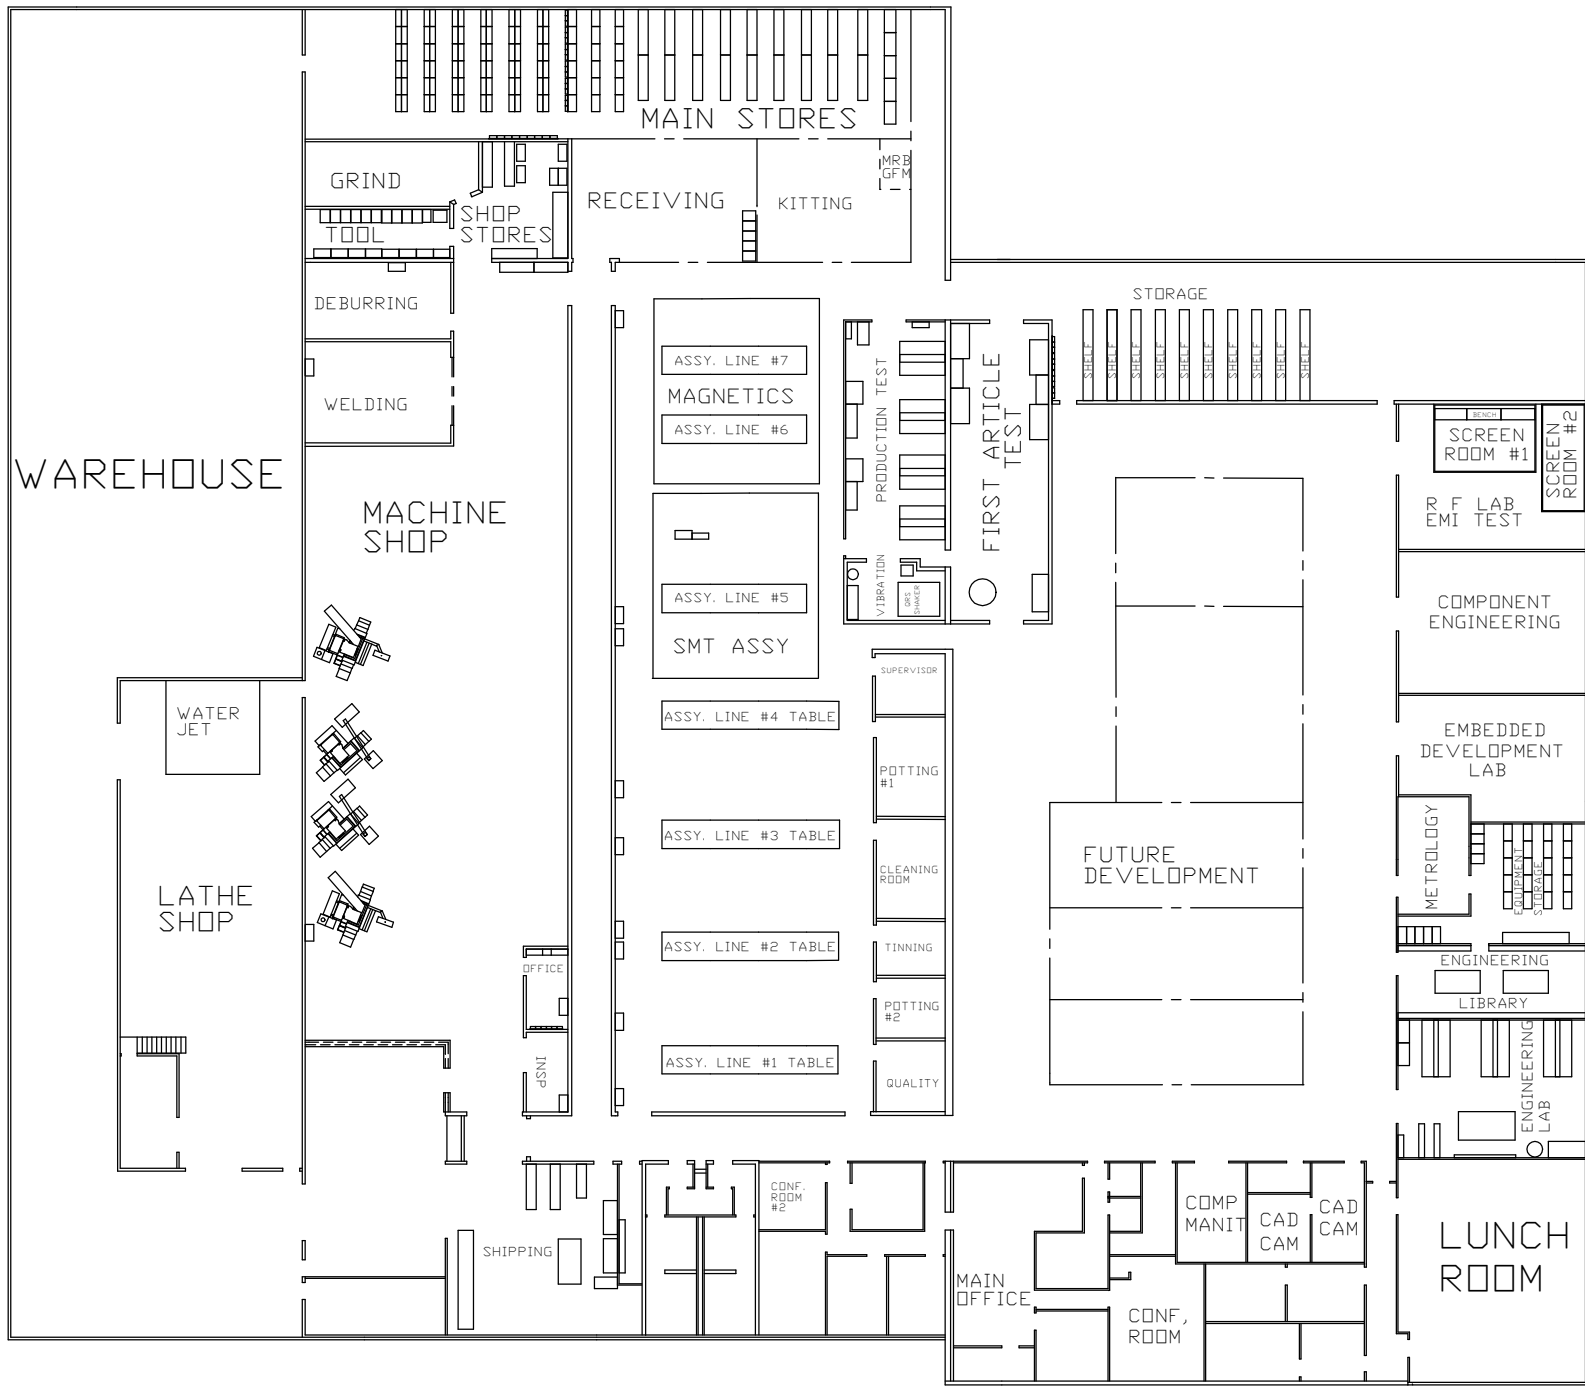 MAIN STORES
MRB
GFM
GRIND
RECEIVING
KITTING
SHOP
STORES
TOOL
DEBURRING
WELDING
WAREHOUSE
MACHINE
SHOP
WATER
JET
LATHE
SHOP
OFFICE
INSP
SHIPPING
ASSY. LINE #7
MAGNETICS
ASSY. LINE #6
ASSY. LINE #5
SMT ASSY
ASSY. LINE #4 TABLE
ASSY. LINE #3 TABLE
ASSY. LINE #2 TABLE
ASSY. LINE #1 TABLE
PRODUCTION TEST
VIBRATION
QRS
SHAKER
FIRST ARTICLE
TEST
SUPERVISOR
POTTING
#1
CLEANING
ROOM
TINNING
POTTING
#2
QUALITY
STORAGE
SHELF
SHELF
SHELF
SHELF
SHELF
SHELF
SHELF
SHELF
SHELF
SHELF
BENCH
SCREEN
ROOM #1
SCREEN
ROOM #2
R F LAB
EMI TEST
COMPONENT
ENGINEERING
EMBEDDED
DEVELOPMENT
LAB
METROLOGY
EQUIPMENT
STORAGE
FUTURE
DEVELOPMENT
ENGINEERING
LIBRARY
ENGINEERING
LAB
CONF.
ROOM
#2
MAIN
OFFICE
CONF,
ROOM
COMP
MANIT
CAD
CAM
CAD
CAM
LUNCH
ROOM